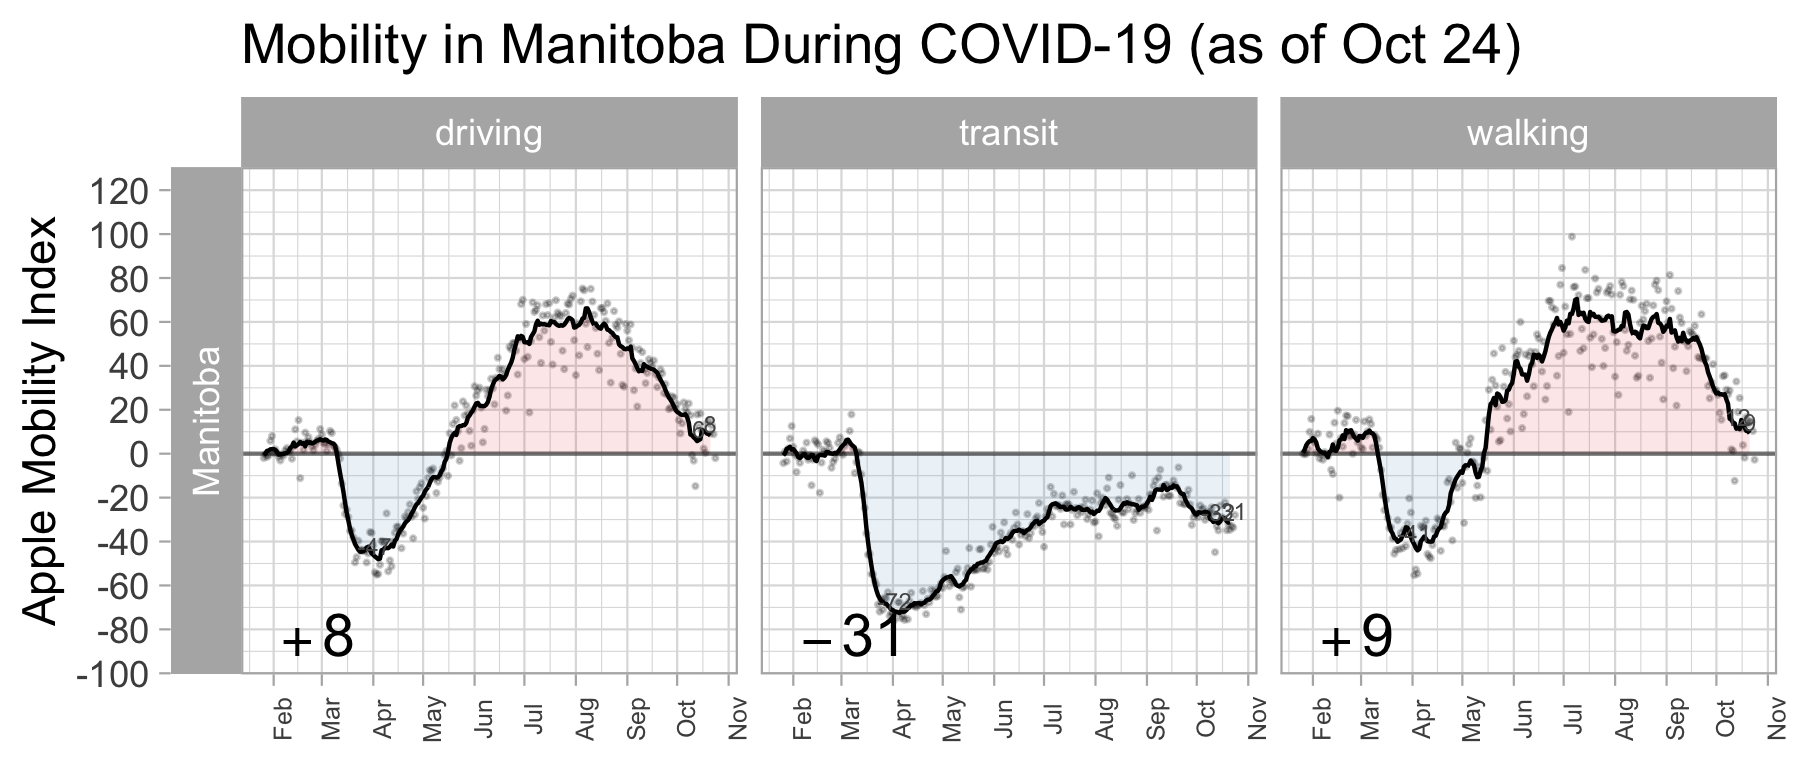 Mobility in Manitoba During COVID-19 (as of Oct 24)
driving
transit
walking
Apple Mobility Index
Manitoba
120
100
80
60
40
20
0
-20
-40
-60
-80
-100
-47
+8
-72
−31
+9
Feb Mar Apr May Jun Jul Aug Sep Oct Nov
Feb Mar Apr May Jun Jul Aug Sep Oct Nov
Feb Mar Apr May Jun Jul Aug Sep Oct Nov